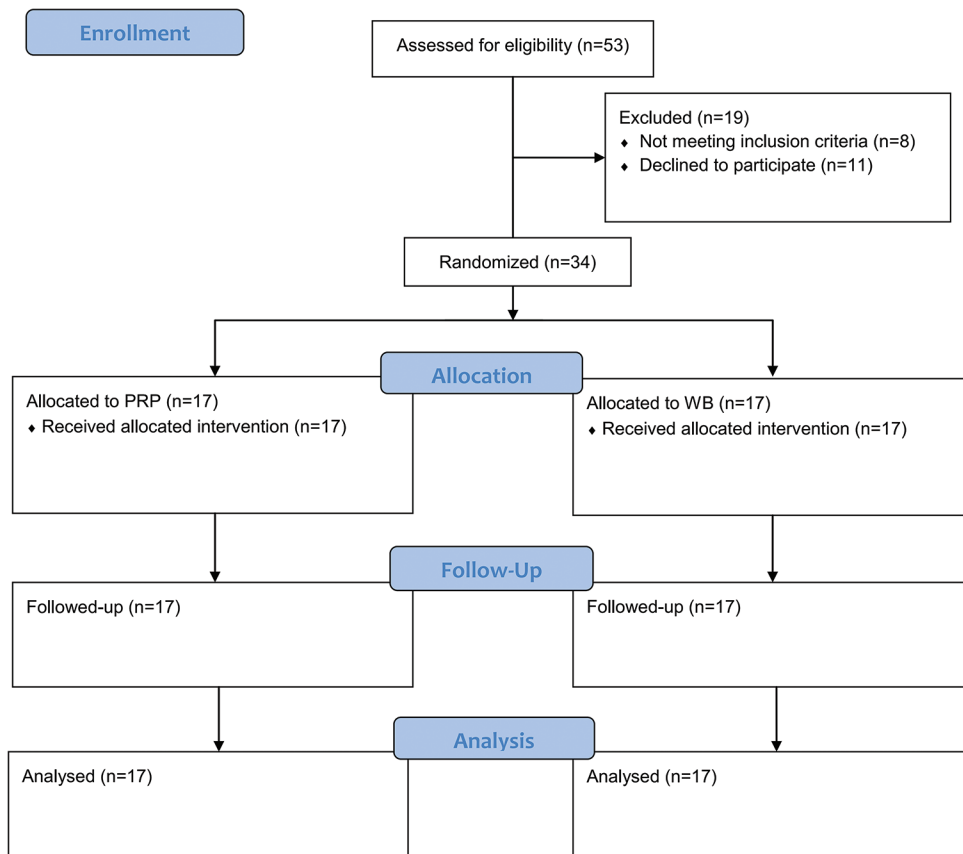 Enrollment
Assessed for eligibility (n=53)
Excluded (n=19)
♦ Not meeting inclusion criteria (n=8)
♦ Declined to participate (n=11)
Randomized (n=34)
Allocation
Allocated to PRP (n=17)
♦ Received allocated intervention (n=17)
Allocated to WB (n=17)
♦ Received allocated intervention (n=17)
Follow-Up
Followed-up (n=17)
Followed-up (n=17)
Analysis
Analysed (n=17)
Analysed (n=17)